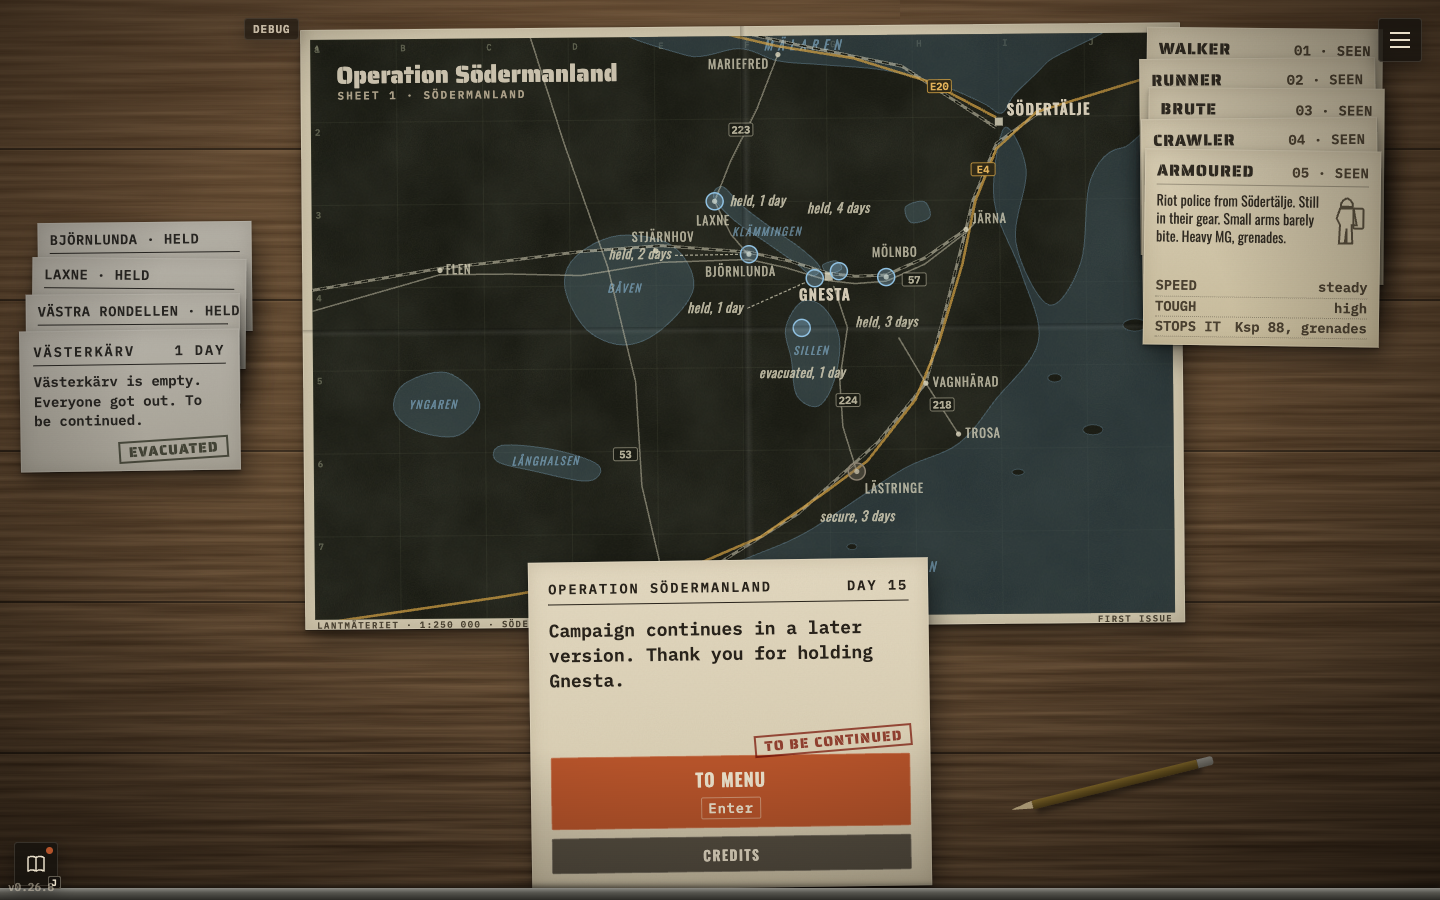 DEBUG
Operation Södermanland
SHEET 1 · SÖDERMANLAND
B
C
D
E
F
H
I
J
2
3
4
5
6
7
MÄLAREN
MARIEFRED
E20
SÖDERTÄLJE
223
E4
held, 1 day
held, 4 days
LAXNE
KLÄMMINGEN
JÄRNA
STJÄRNHOV
held, 2 days
MÖLNBO
FLEN
BJÖRNLUNDA
57
BÅVEN
GNESTA
held, 1 day
held, 3 days
SILLEN
evacuated, 1 day
VAGNHÄRAD
YNGAREN
224
218
TROSA
53
LÅNGHALSEN
LÄSTRINGE
secure, 3 days
N
LANTMÄTERIET · 1:250 000 · SÖDE
FIRST ISSUE
WALKER 01 · SEEN
RUNNER 02 · SEEN
BRUTE 03 · SEEN
CRAWLER 04 · SEEN
ARMOURED 05 · SEEN
Riot police from Södertälje. Still
in their gear. Small arms barely
bite. Heavy MG, grenades.
SPEED steady
TOUGH high
STOPS IT Ksp 88, grenades
BJÖRNLUNDA · HELD
LAXNE · HELD
VÄSTRA RONDELLEN · HELD
VÄSTERKÄRV 1 DAY
Västerkärv is empty.
Everyone got out. To
be continued.
EVACUATED
OPERATION SÖDERMANLAND DAY 15
Campaign continues in a later
version. Thank you for holding
Gnesta.
TO BE CONTINUED
TO MENU
Enter
CREDITS
J